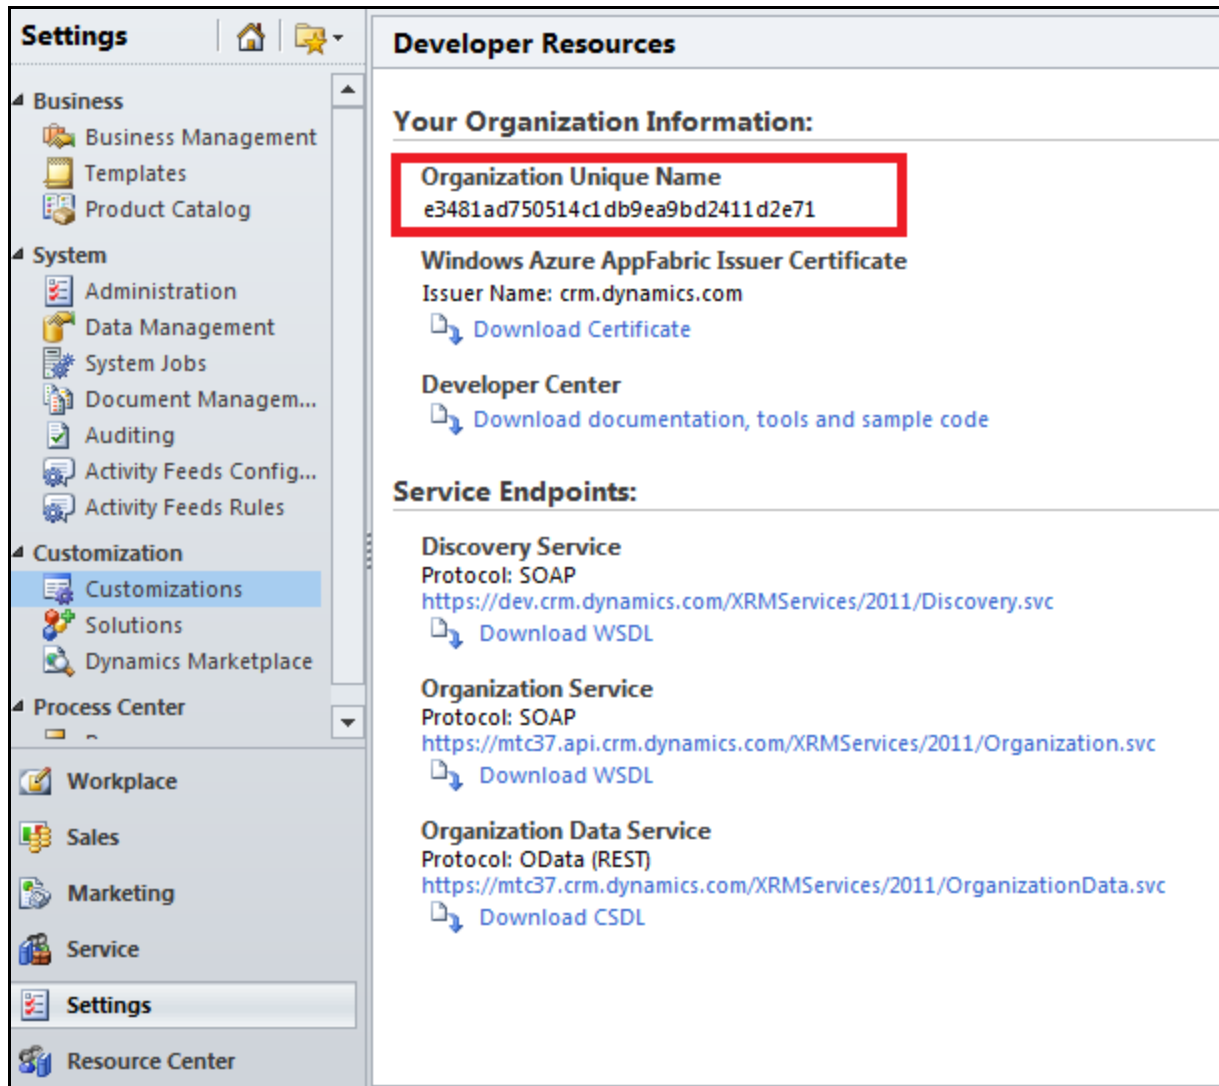 Settings
Business
Business Management
Templates
Product Catalog
System
Administration
Data Management
System Jobs
Document Managem...
Auditing
Activity Feeds Config...
Activity Feeds Rules
Customization
Customizations
Solutions
Dynamics Marketplace
Process Center
Workplace
Sales
Marketing
Service
Settings
Resource Center
Developer Resources
Your Organization Information:
Organization Unique Name
e3481ad750514c1db9ea9bd2411d2e71
Windows Azure AppFabric Issuer Certificate
Issuer Name: crm.dynamics.com
Download Certificate
Developer Center
Download documentation, tools and sample code
Service Endpoints:
Discovery Service
Protocol: SOAP
https://dev.crm.dynamics.com/XRMServices/2011/Discovery.svc
Download WSDL
Organization Service
Protocol: SOAP
https://mtc37.api.crm.dynamics.com/XRMServices/2011/Organization.svc
Download WSDL
Organization Data Service
Protocol: OData (REST)
https://mtc37.crm.dynamics.com/XRMServices/2011/OrganizationData.svc
Download CSDL